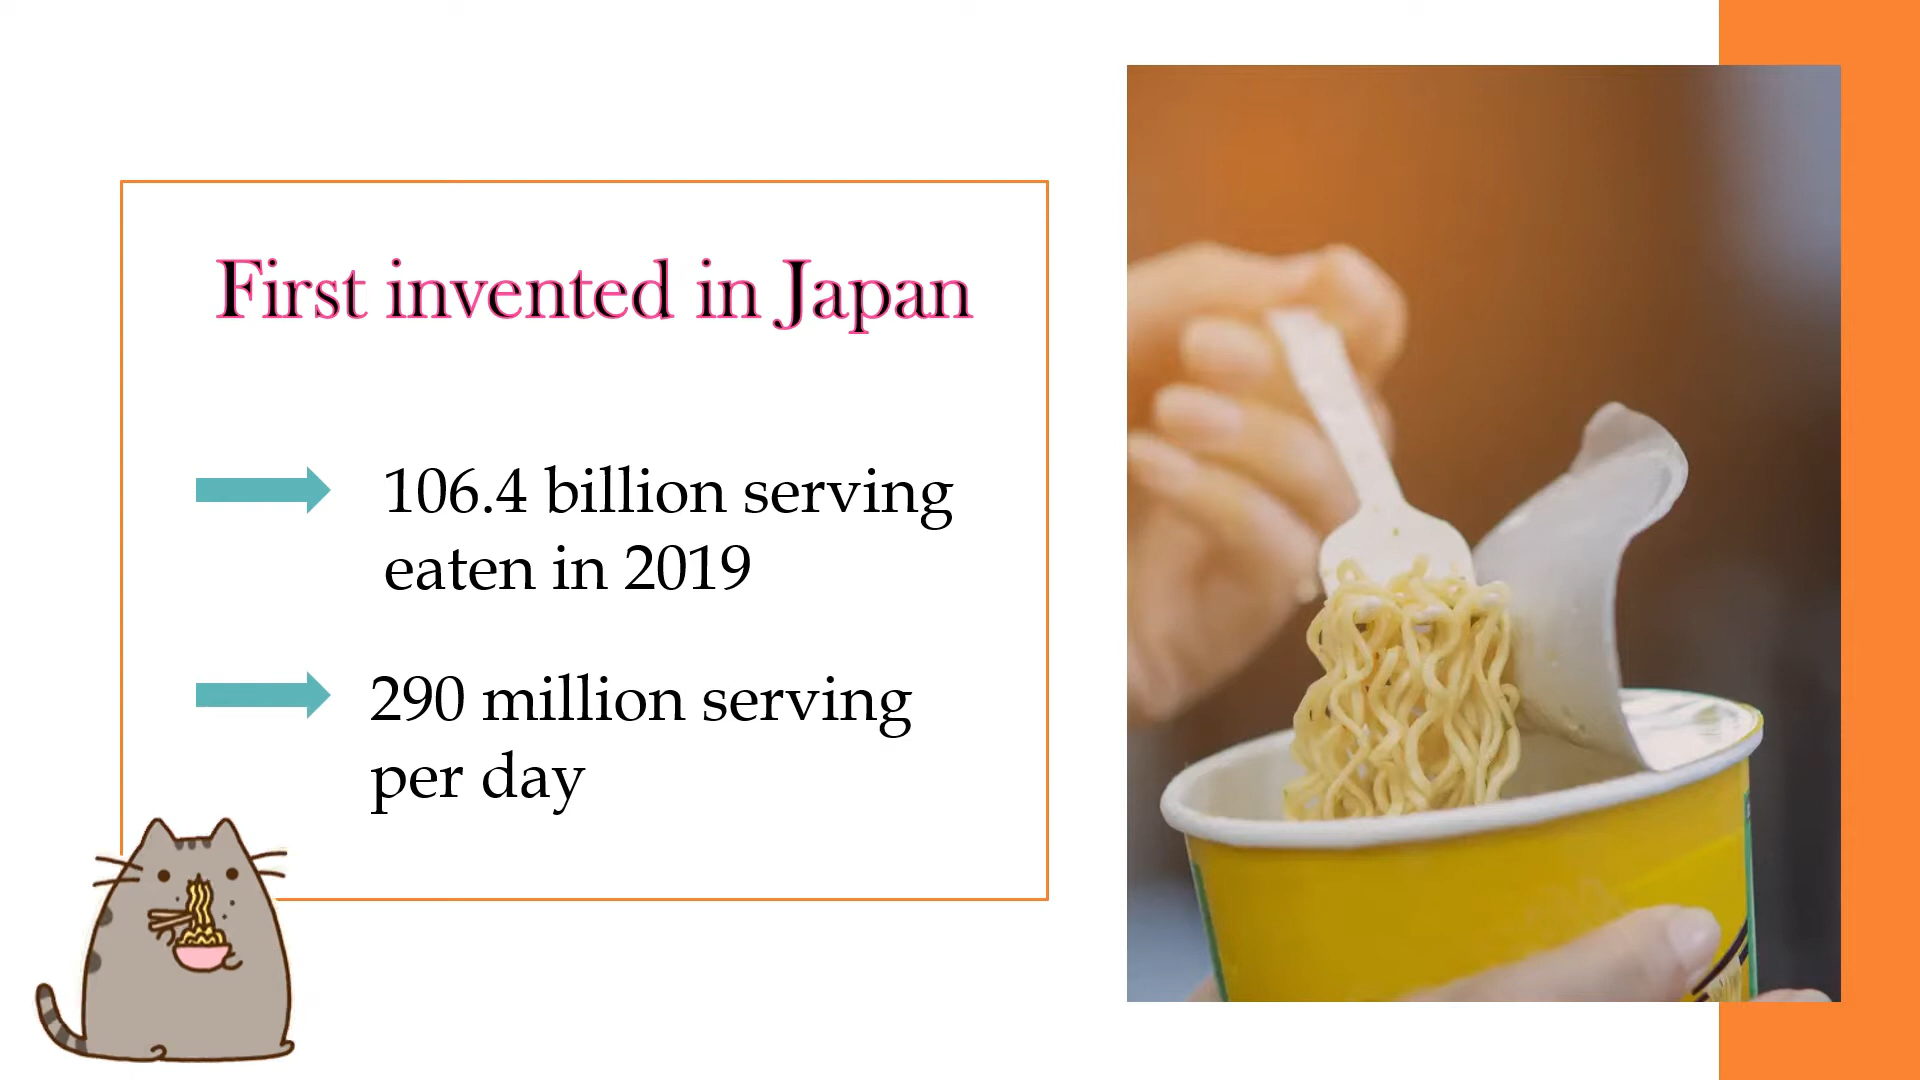 First invented in Japan
106.4 billion serving
eaten in 2019
290 million serving
per day